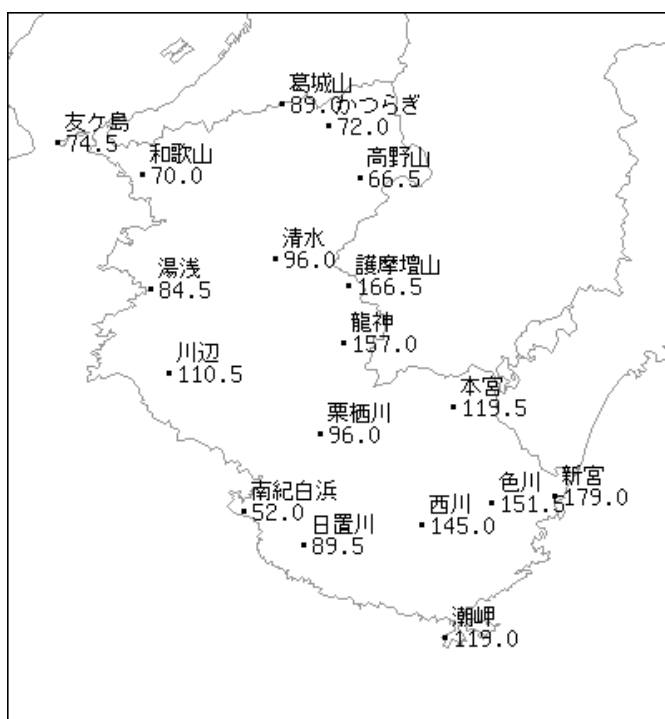 葛城山
89.0
かつらぎ
72.0
友ケ島
74.5
和歌山
70.0
高野山
66.5
清水
96.0
護摩壇山
166.5
湯浅
84.5
龍神
157.0
川辺
110.5
本宮
119.5
栗栖川
96.0
新宮
179.0
色川
151.5
南紀白浜
52.0
西川
145.0
日置川
89.5
潮岬
119.0